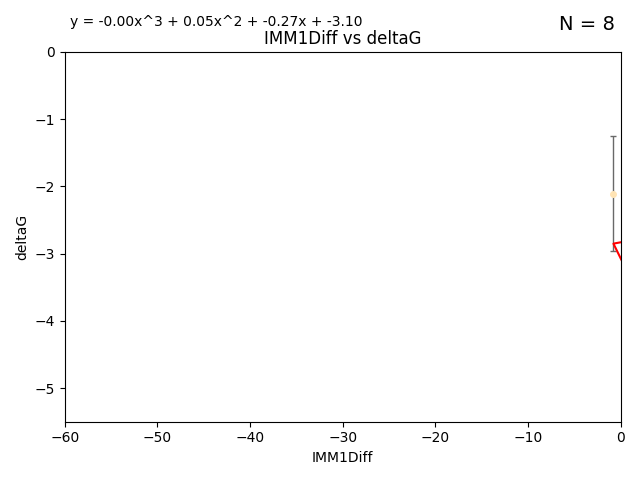 y = -0.00x^3 + 0.05x^2 + -0.27x + -3.10
N = 8
IMM1Diff vs deltaG
0
−1
−2
−3
−4
−5
deltaG
−60
−50
−40
−30
−20
−10
0
IMM1Diff